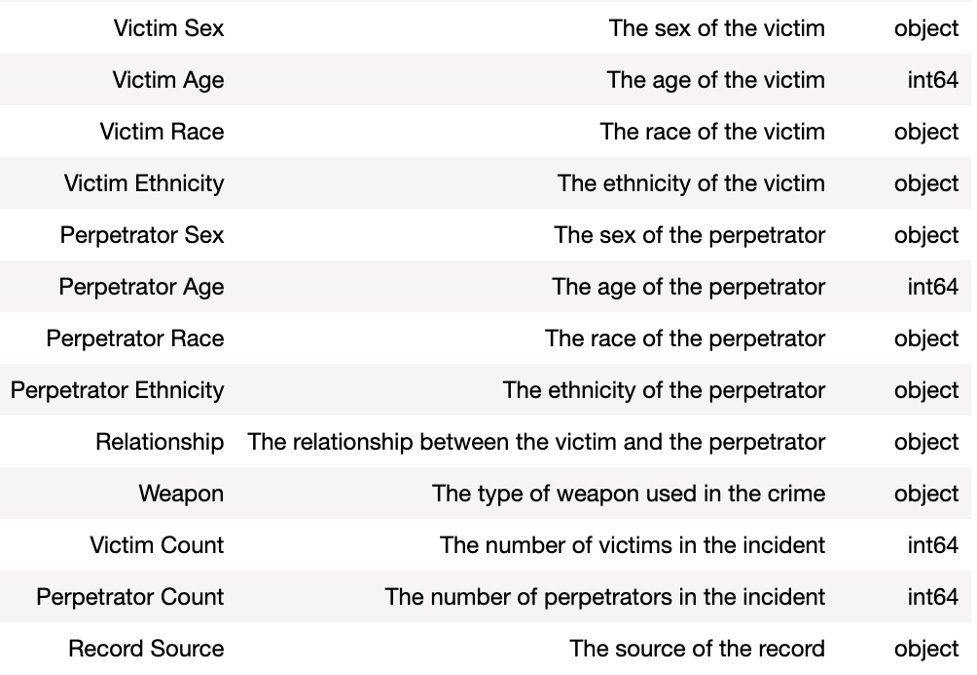 Victim Sex The sex of the victim object
Victim Age The age of the victim int64
Victim Race The race of the victim object
Victim Ethnicity The ethnicity of the victim object
Perpetrator Sex The sex of the perpetrator object
Perpetrator Age The age of the perpetrator int64
Perpetrator Race The race of the perpetrator object
Perpetrator Ethnicity The ethnicity of the perpetrator object
Relationship The relationship between the victim and the perpetrator object
Weapon The type of weapon used in the crime object
Victim Count The number of victims in the incident int64
Perpetrator Count The number of perpetrators in the incident int64
Record Source The source of the record object